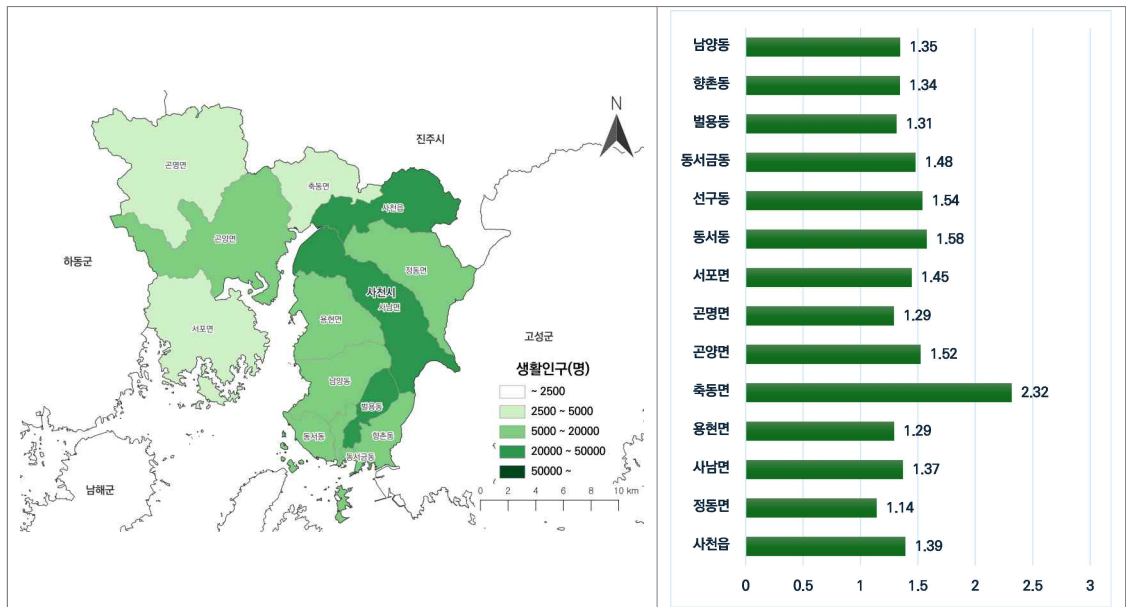 N
진주시
곤명면
축동면
사천읍
곤양면
하동군
정동면
사천시
사남면
서포면
용현면
고성군
남양동
벌용동
동서동
향촌동
동서금동
남해군
생활인구(명)
~ 2500
2500 ~ 5000
5000 ~ 20000
20000 ~ 50000
50000 ~
0 2 4 6 8 10 km
남양동 1.35
향촌동 1.34
벌용동 1.31
동서금동 1.48
선구동 1.54
동서동 1.58
서포면 1.45
곤명면 1.29
곤양면 1.52
축동면 2.32
용현면 1.29
사남면 1.37
정동면 1.14
사천읍 1.39
0 0.5 1 1.5 2 2.5 3